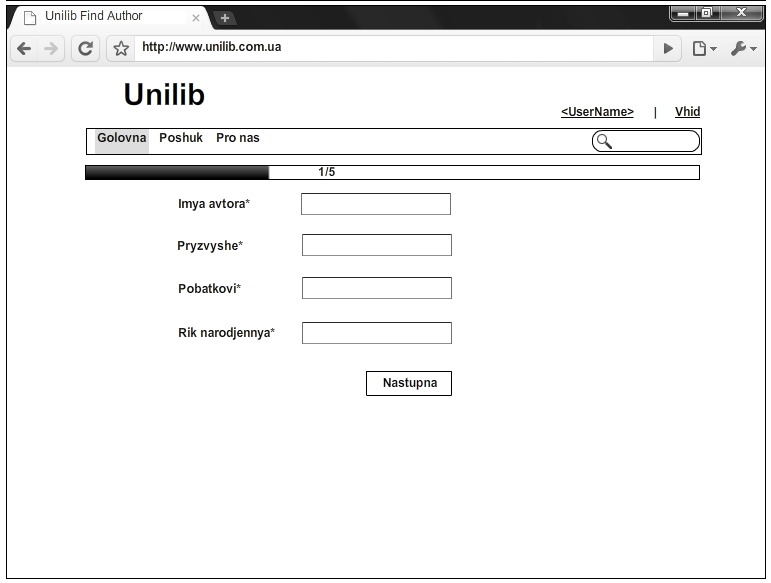 Unilib Find Author
http://www.unilib.com.ua
Unilib
<UserName> | Vhid
Golovna Poshuk Pro nas
1/5
Imya avtora*
Pryzvyshe*
Pobatkovi*
Rik narodjennya*
Nastupna